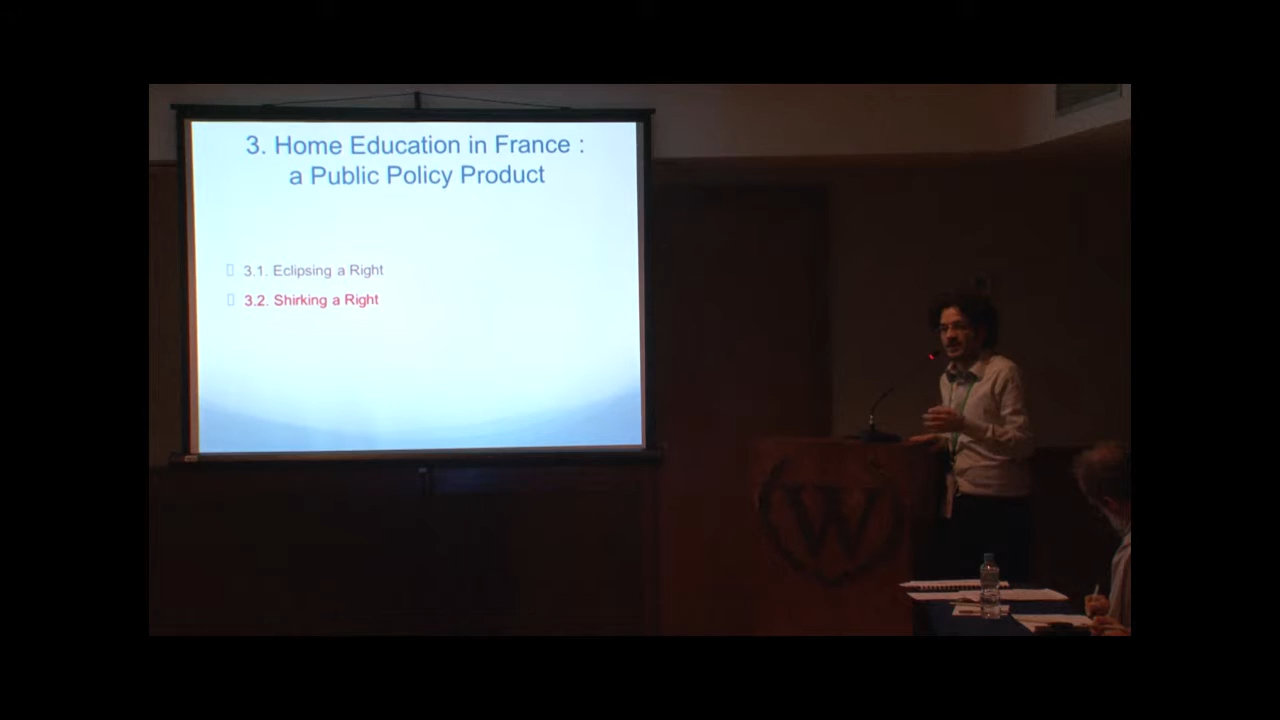 3. Home Education in France :
a Public Policy Product
3.1. Eclipsing a Right
3.2. Shirking a Right
W